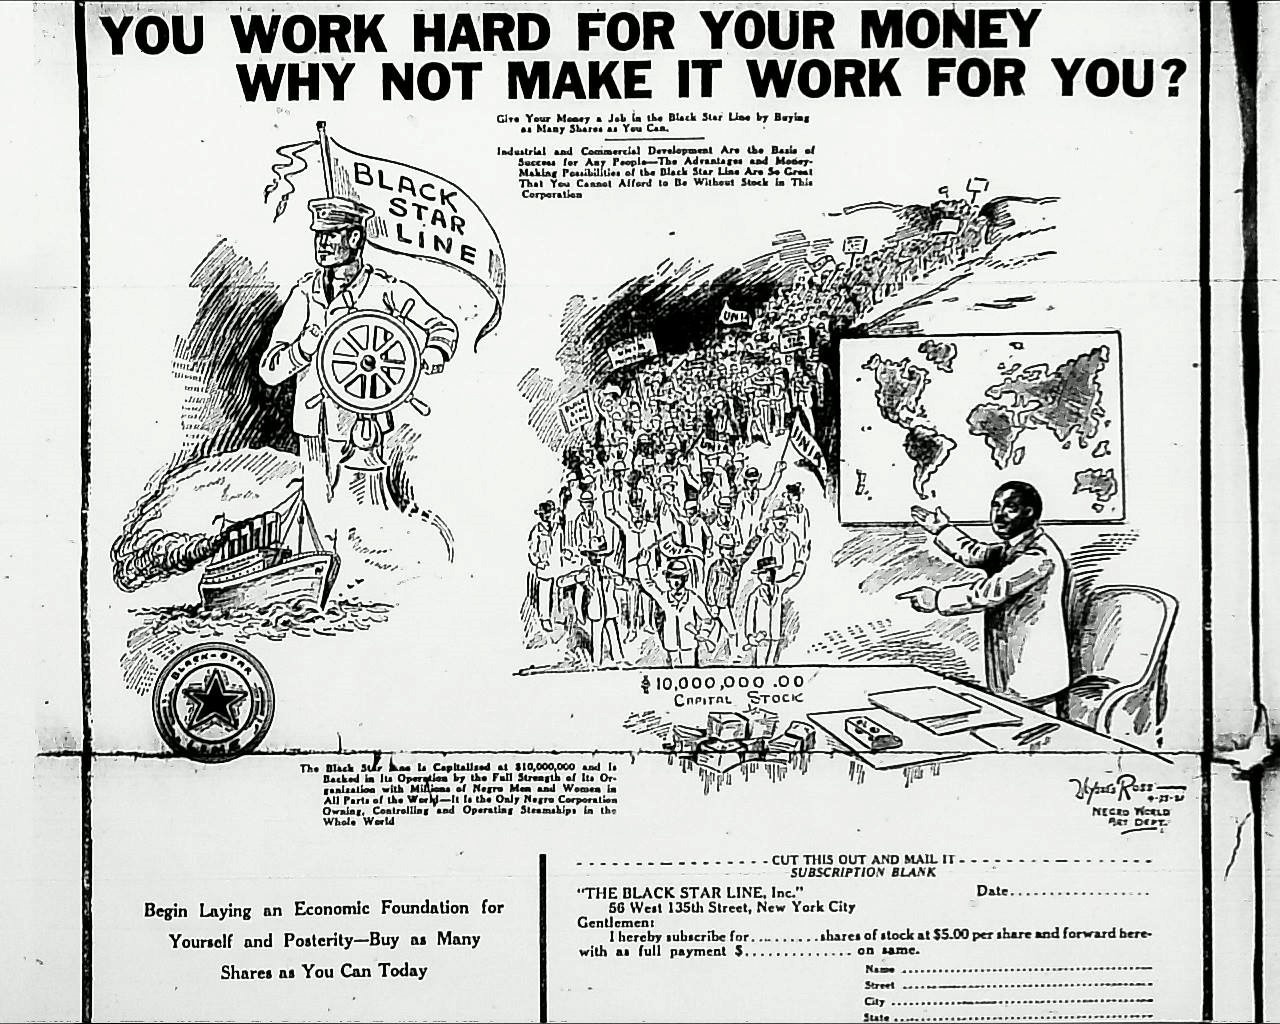 YOU WORK HARD FOR YOUR MONEY
WHY NOT MAKE IT WORK FOR YOU?
Give Your Money a Job in the Black Star Line by Buying
as Many Shares as You Can.
Industrial and Commercial Development Are the Basis of
Success for Any People—The Advantages and Money-
Making Possibilities of the Black Star Line Are So Great
That You Cannot Afford to Be Without Stock in This
Corporation
BLACK
STAR
LINE
UNIA
UNIA
UNIA
$10,000,000.00
CAPITAL STOCK
BLACK-STAR
LINE
The Black Star Line Is Capitalized at $10,000,000 and Is
Backed in Its Operation by the Full Strength of Its Or-
ganization with Millions of Negro Men and Women in
All Parts of the World—It Is the Only Negro Corporation
Owning, Controlling and Operating Steamships in the
Whole World
Ulysses Ross
NEGRO WORLD
ART DEPT.
Begin Laying an Economic Foundation for
Yourself and Posterity—Buy as Many
Shares as You Can Today
CUT THIS OUT AND MAIL IT
SUBSCRIPTION BLANK
"THE BLACK STAR LINE, Inc." Date..................
56 West 135th Street, New York City
Gentlement
I hereby subscribe for..........shares of stock at $5.00 per share and forward here-
with as full payment $.............. on same.
Name ..............................
Street ..............................
City ..............................
State ..............................